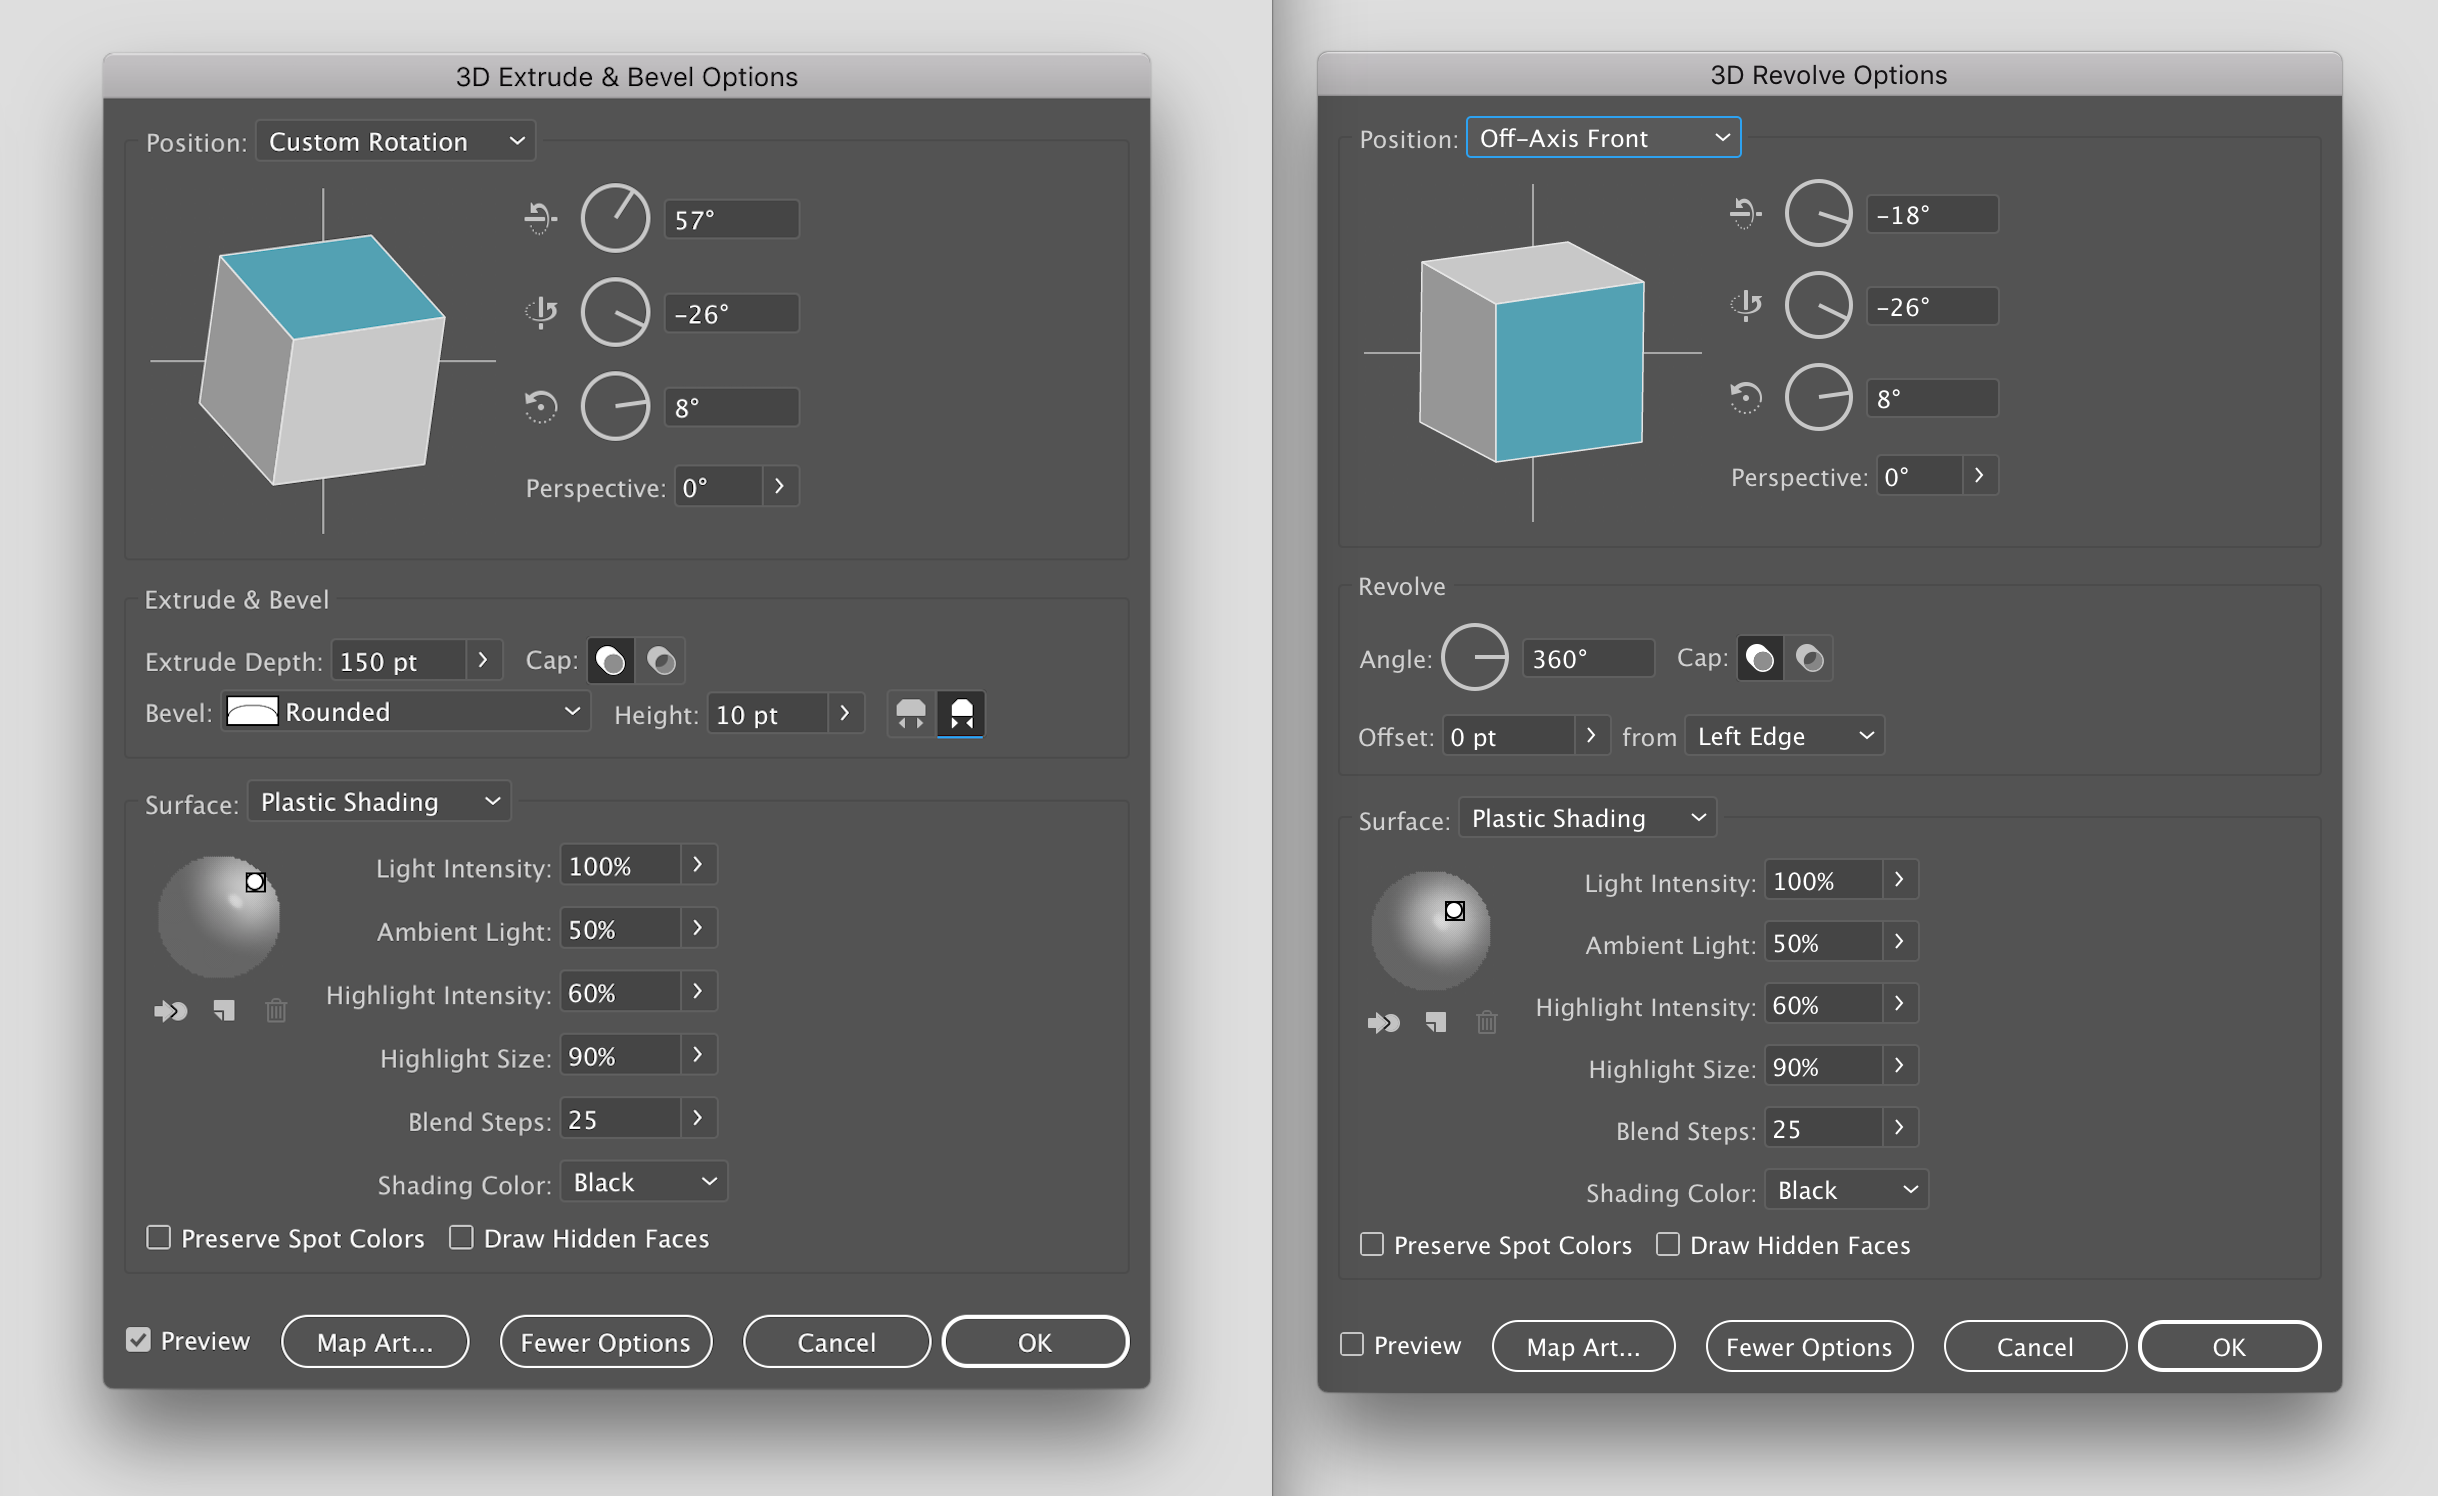 3D Extrude & Bevel Options
Position: Custom Rotation
57°
-26°
8°
Perspective: 0°
Extrude & Bevel
Extrude Depth: 150 pt Cap:
Bevel: Rounded Height: 10 pt
Surface: Plastic Shading
Light Intensity: 100%
Ambient Light: 50%
Highlight Intensity: 60%
Highlight Size: 90%
Blend Steps: 25
Shading Color: Black
Preserve Spot Colors Draw Hidden Faces
Preview Map Art... Fewer Options Cancel OK
3D Revolve Options
Position: Off-Axis Front
-18°
-26°
8°
Perspective: 0°
Revolve
Angle: 360° Cap:
Offset: 0 pt from Left Edge
Surface: Plastic Shading
Light Intensity: 100%
Ambient Light: 50%
Highlight Intensity: 60%
Highlight Size: 90%
Blend Steps: 25
Shading Color: Black
Preserve Spot Colors Draw Hidden Faces
Preview Map Art... Fewer Options Cancel OK